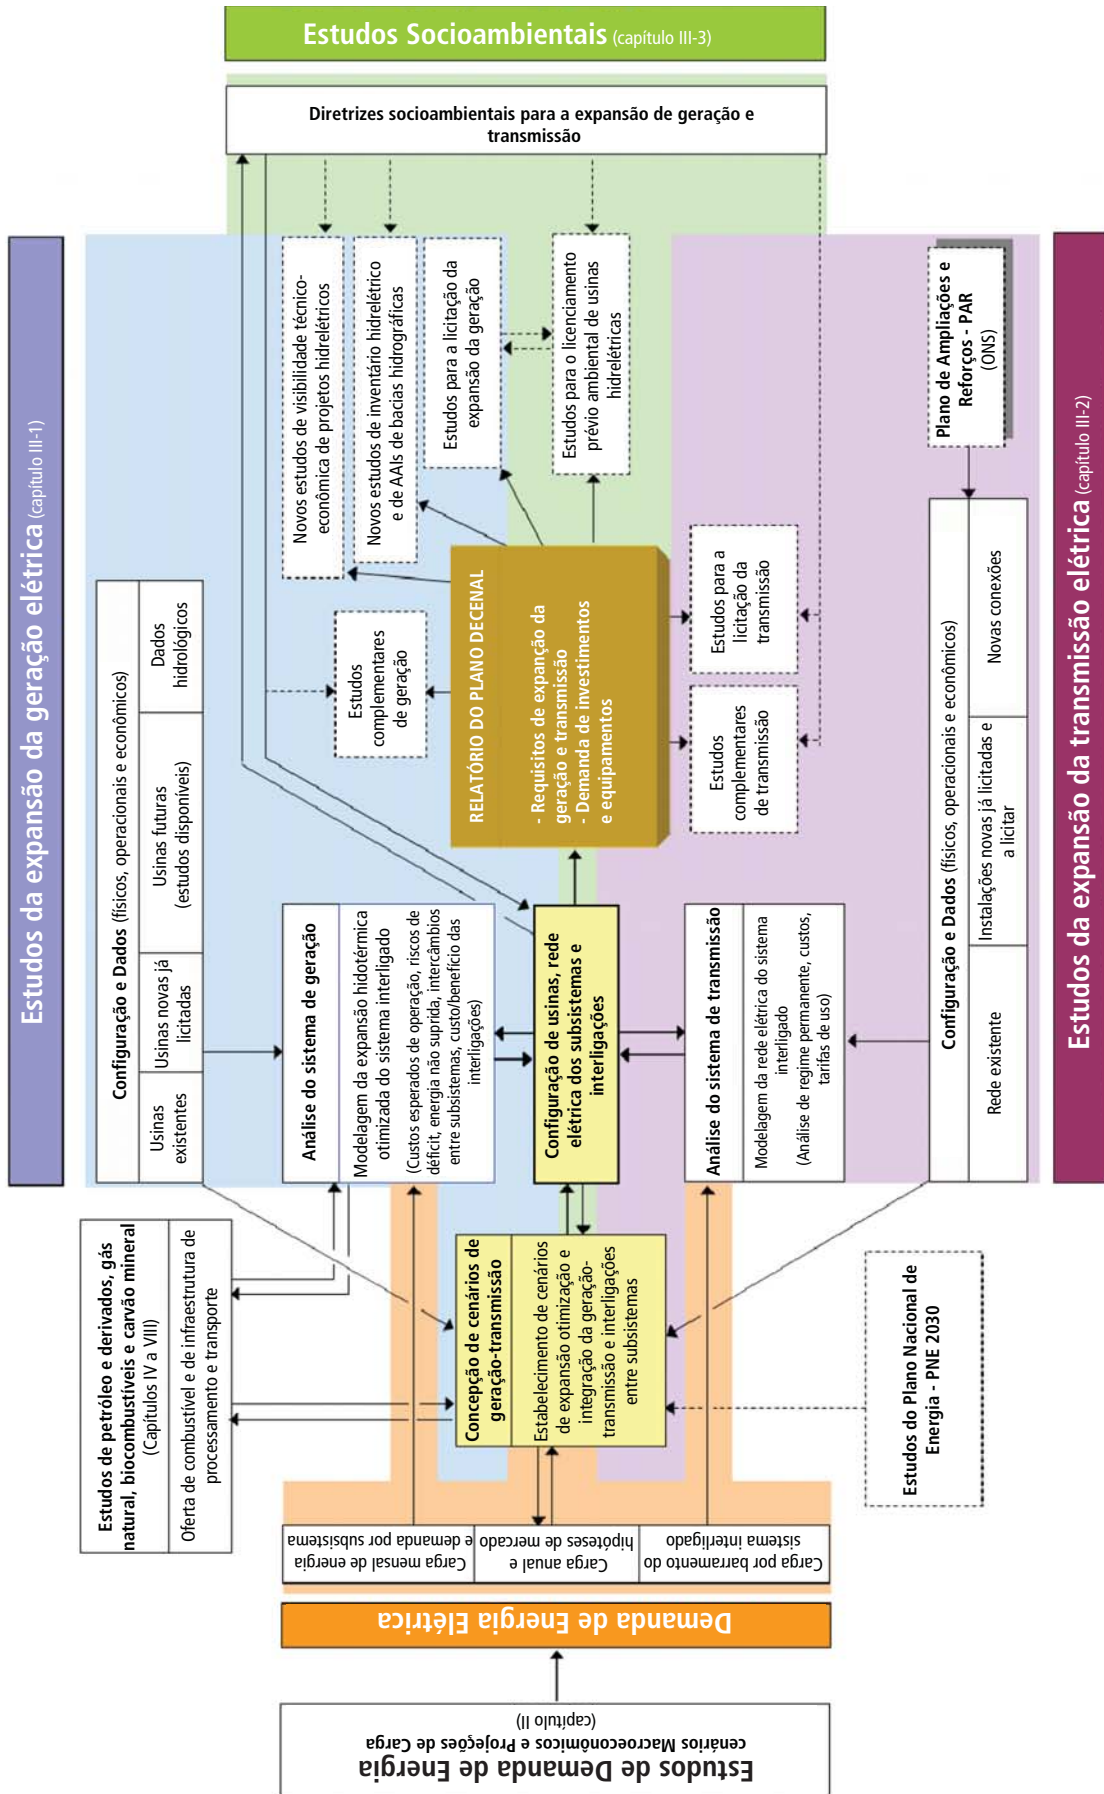 Estudos Socioambientais (capítulo III-3)
Diretrizes socioambientais para a expansão de geração e
transmissão
Estudos da expansão da geração elétrica (capítulo III-1)
Configuração e Dados (físicos, operacionais e econômicos)
Usinas
existentes
Usinas novas já
licitadas
Usinas futuras
(estudos disponíveis)
Dados
hidrológicos
Novos estudos de visibilidade técnico-
econômica de projetos hidrelétricos
Novos estudos de inventário hidrelétrico
e de AAIs de bacias hidrográficas
Estudos para a licitação da
expansão da geração
Estudos para o licenciamento
prévio ambiental de usinas
hidrelétricas
Estudos
complementares
de geração
Estudos de petróleo e derivados, gás
natural, biocombustíveis e carvão mineral
(Capítulos IV a VIII)
Oferta de combustível e de infraestrutura de
processamento e transporte
Análise do sistema de geração
Modelagem da expansão hidotérmica
otimizada do sistema interligado
(Custos esperados de operação, riscos de
déficit, energia não suprida, intercâmbios
entre subsistemas, custo/benefício das
interligações)
RELATÓRIO DO PLANO DECENAL
- Requisitos de expanção da
geração e transmissão
- Demanda de investimentos
e equipamentos
Concepção de cenários de
geração-transmissão
Estabelecimento de cenários
de expansão otimização e
integração da geração-
transmissão e interligações
entre subsistemas
Configuração de usinas, rede
elétrica dos subsistemas e
interligações
Estudos
complementares
de transmissão
Estudos para a
licitação da
transmissão
Análise do sistema de transmissão
Modelagem da rede elétrica do sistema
interligado
(Análise de regime permanente, custos,
tarifas de uso)
Plano de Ampliações e
Reforços - PAR
(ONS)
Configuração e Dados (físicos, operacionais e econômicos)
Rede existente
Instalações novas já licitadas e
a licitar
Novas conexões
Estudos do Plano Nacional de
Energia - PNE 2030
Estudos da expansão da transmissão elétrica (capítulo III-2)
Carga mensal de energia
e demanda por subsistema
Carga anual e
hipóteses de mercado
Carga por barramento do
sistema interligado
Demanda de Energia Elétrica
Estudos de Demanda de Energia
cenários Macroeconômicos e Projeções de Carga
(capítulo II)